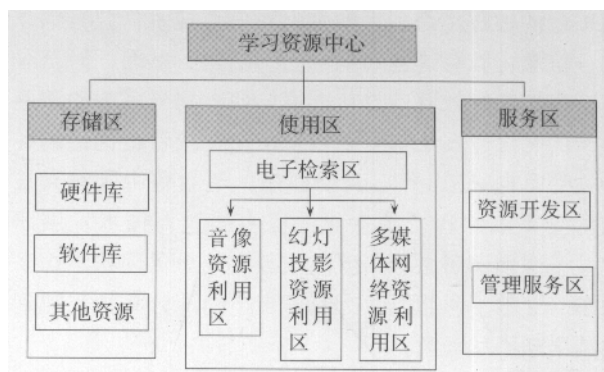 学习资源中心
存储区
硬件库
软件库
其他资源
使用区
电子检索区
音像
资源
利用
区
幻灯
投影
资源
利用
区
多媒
体网
络资
源利
用区
服务区
资源开发区
管理服务区